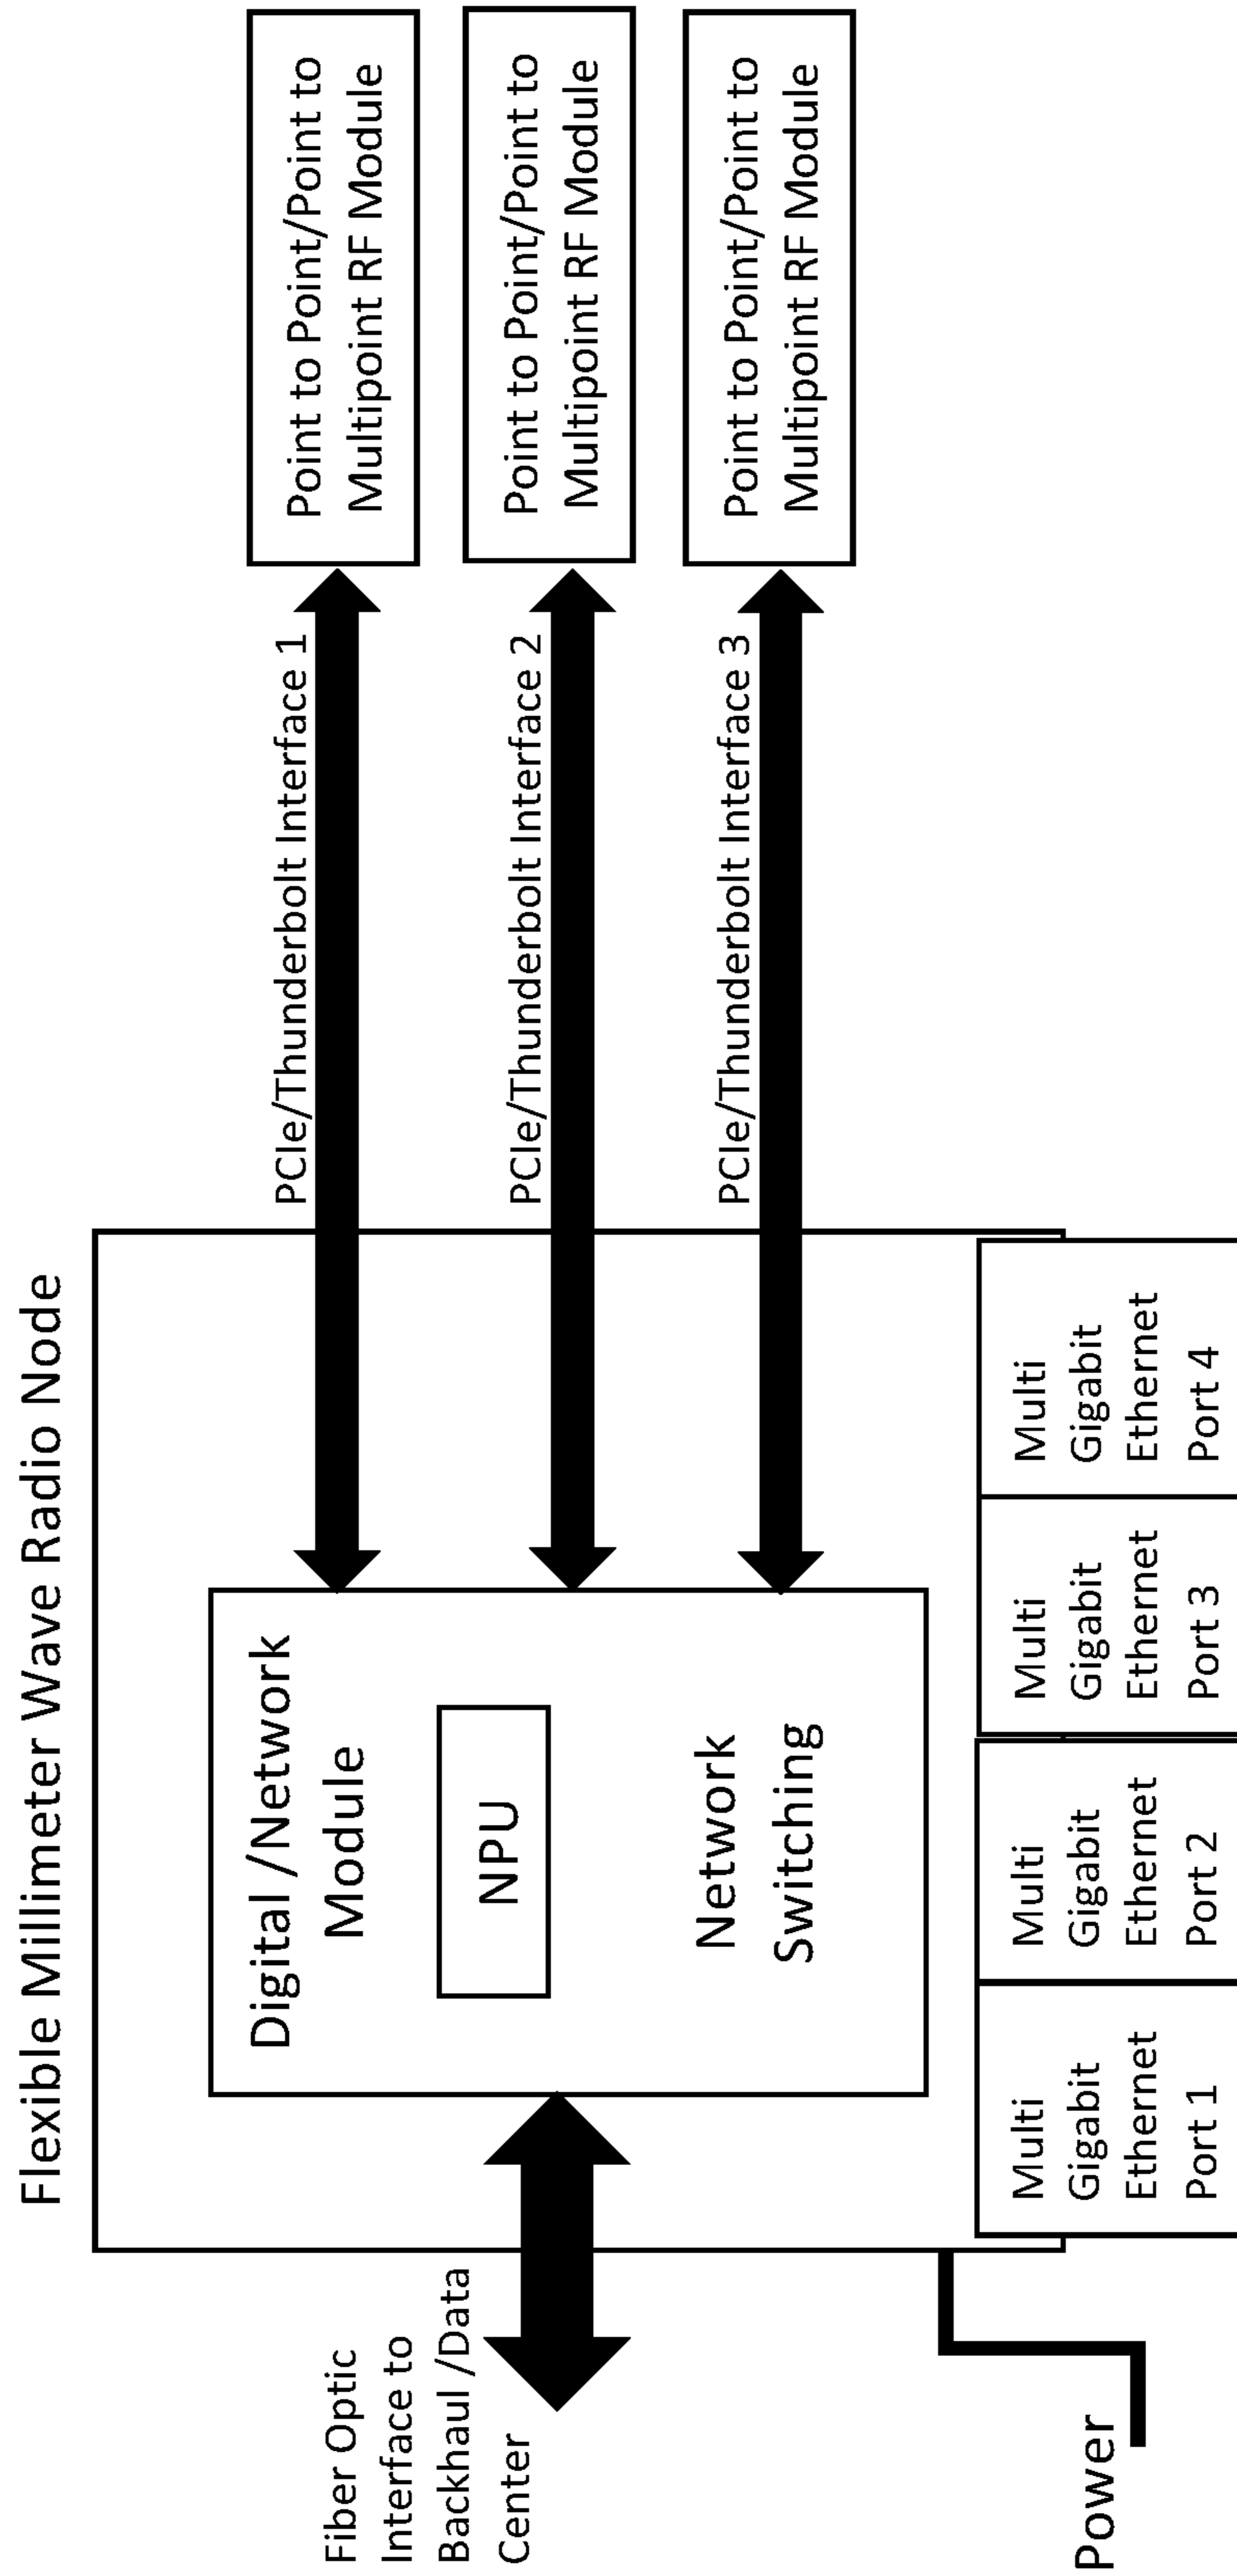 Flexible Millimeter Wave Radio Node
Fiber Optic
Interface to
Backhaul /Data
Center
Power
Digital /Network
Module
NPU
Network
Switching
PCIe/Thunderbolt Interface 1
PCIe/Thunderbolt Interface 2
PCIe/Thunderbolt Interface 3
Point to Point/Point to
Multipoint RF Module
Point to Point/Point to
Multipoint RF Module
Point to Point/Point to
Multipoint RF Module
Multi
Gigabit
Ethernet
Port 1
Multi
Gigabit
Ethernet
Port 2
Multi
Gigabit
Ethernet
Port 3
Multi
Gigabit
Ethernet
Port 4